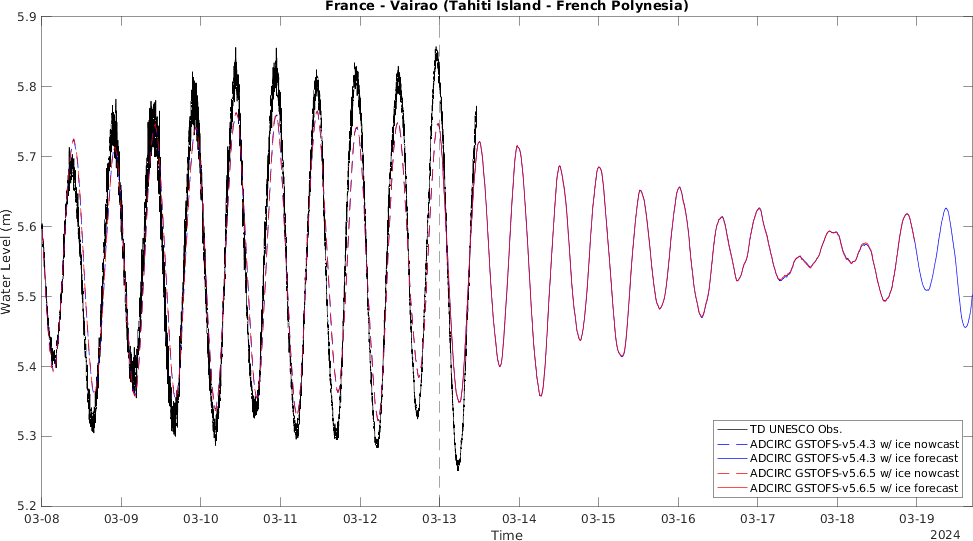 France - Vairao (Tahiti Island - French Polynesia)
5.9
5.8
5.7
5.6
5.5
5.4
5.3
5.2
Water Level (m)
03-08 03-09 03-10 03-11 03-12 03-13 03-14 03-15 03-16 03-17 03-18 03-19
Time
2024
TD UNESCO Obs.
ADCIRC GSTOFS-v5.4.3 w/ ice nowcast
ADCIRC GSTOFS-v5.4.3 w/ ice forecast
ADCIRC GSTOFS-v5.6.5 w/ ice nowcast
ADCIRC GSTOFS-v5.6.5 w/ ice forecast